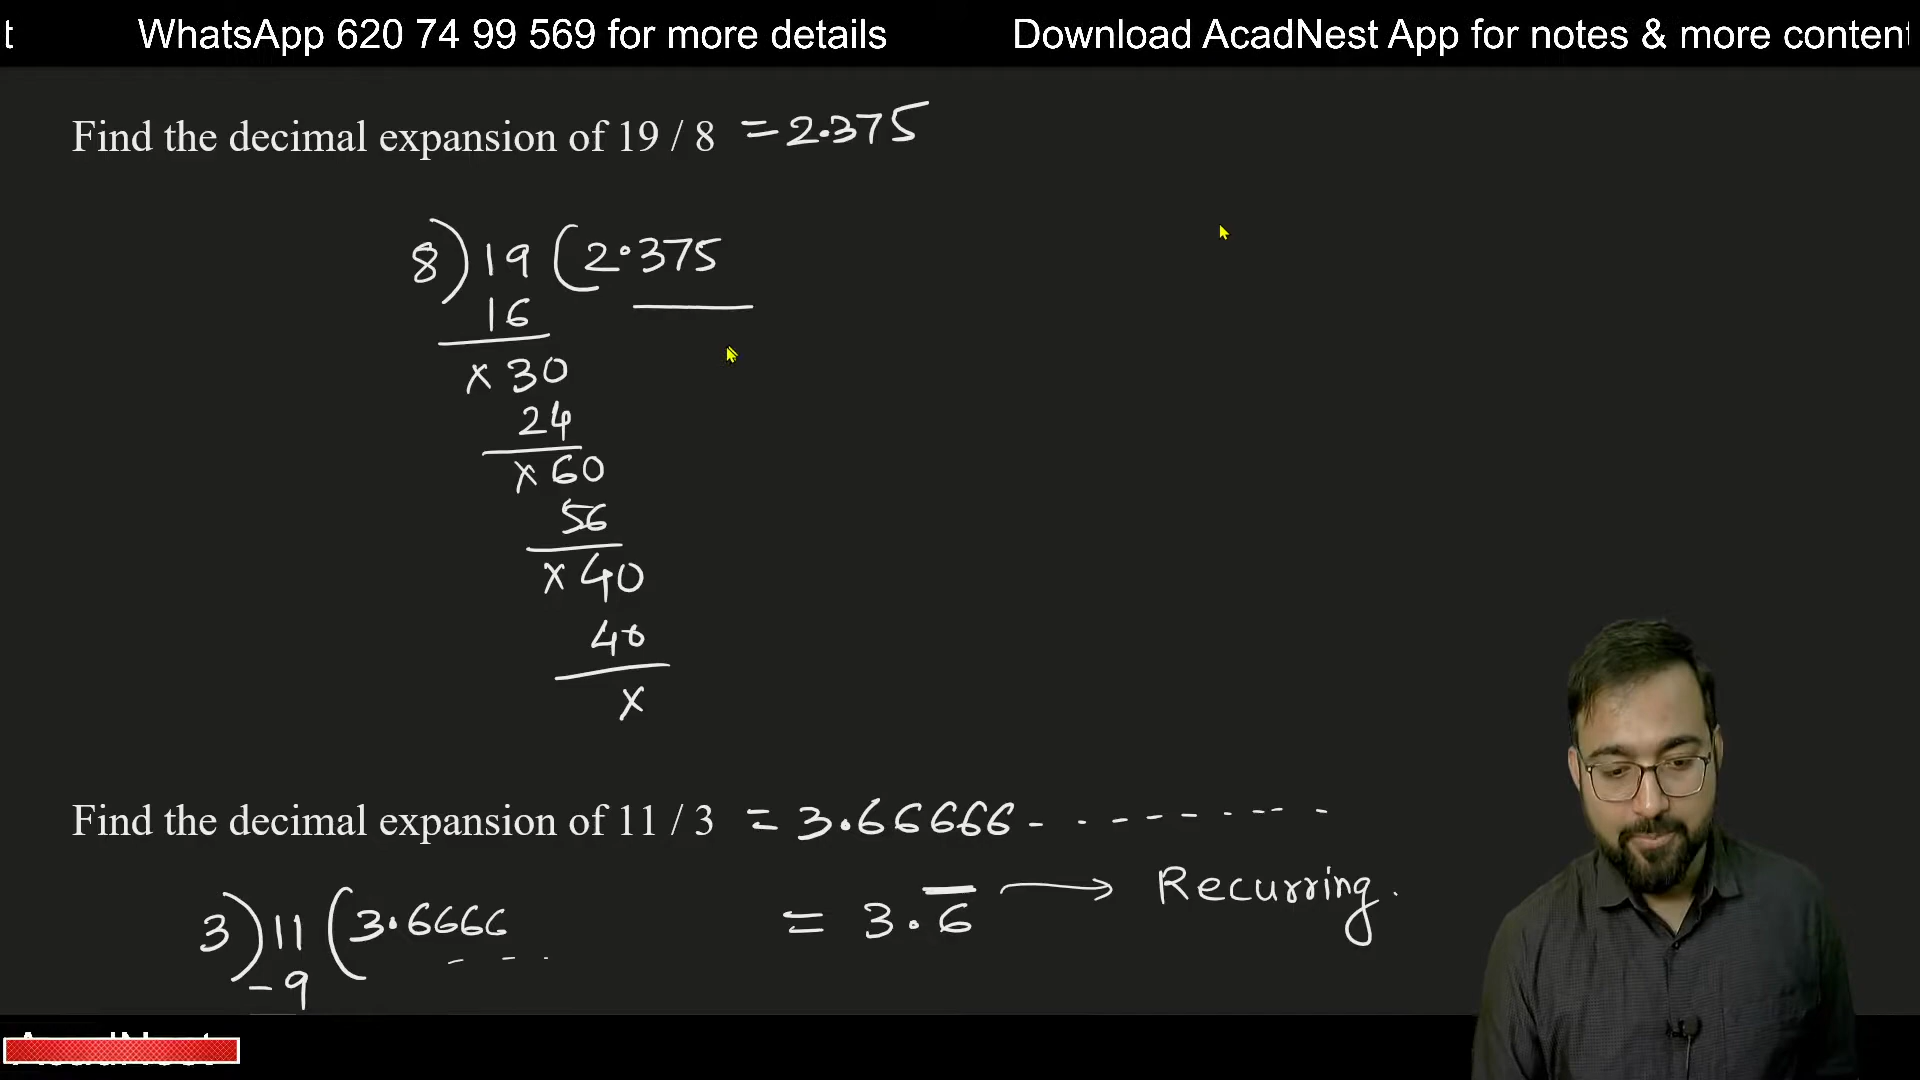 t WhatsApp 620 74 99 569 for more details Download AcadNest App for notes & more content
Find the decimal expansion of 19 / 8 = 2.375
8 ) 19 ( 2.375
16
x 30
24
x 60
56
x 40
40
x
Find the decimal expansion of 11 / 3 = 3.66666- . - - - - . - - .
= 3.6̅ → Recurring.
3 ) 11 ( 3.6666
- - .
- 9